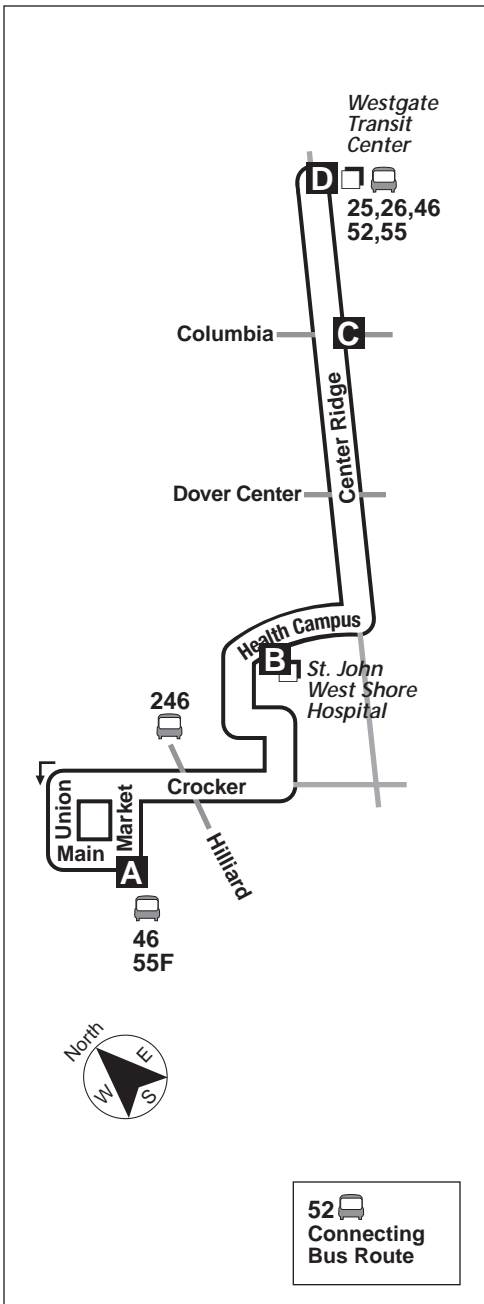 Westgate
Transit
Center
D
25,26,46
52,55
Columbia
C
Center Ridge
Dover Center
Health Campus
B
St. John
West Shore
Hospital
246
Crocker
Union
Market
Main
Hilliard
A
46
55F
North
E
W
S
52
Connecting
Bus Route